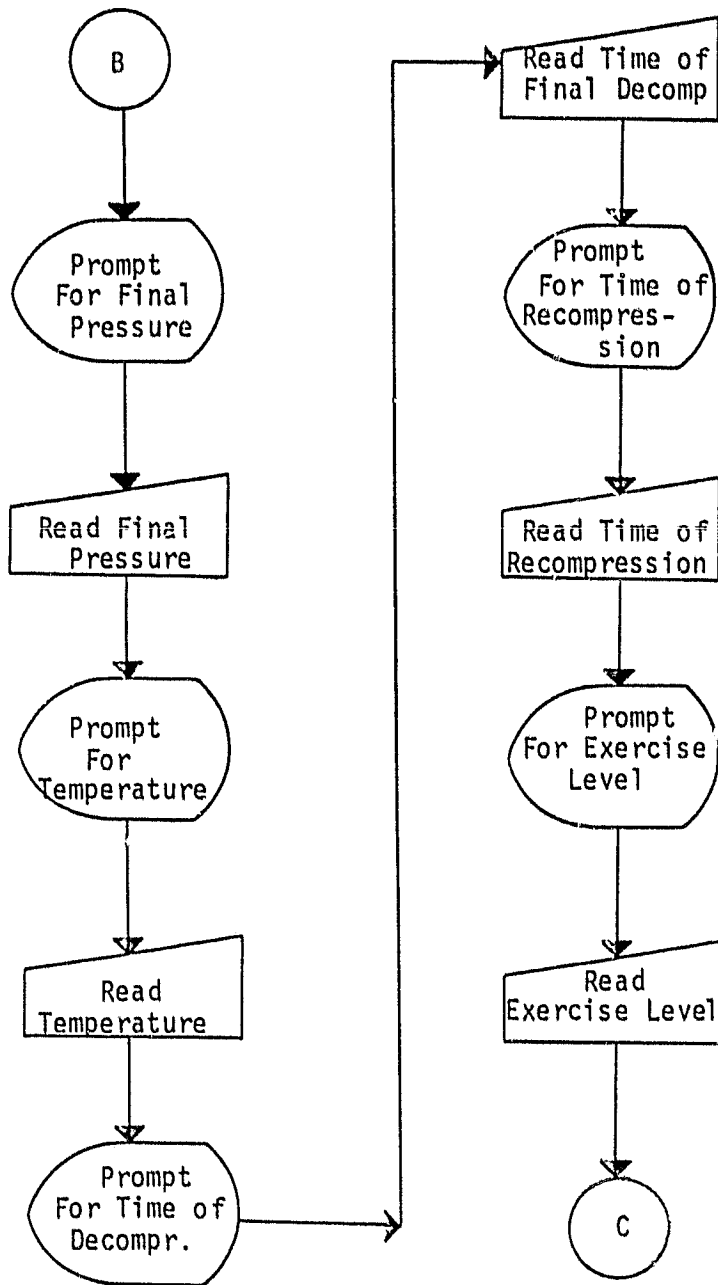 B
Prompt
For Final
Pressure
Read Final
Pressure
Prompt
For
Temperature
Read
Temperature
Prompt
For Time of
Decompr.
Read Time of
Final Decomp
Prompt
For Time of
Recompres-
sion
Read Time of
Recompression
Prompt
For Exercise
Level
Read
Exercise Level
C